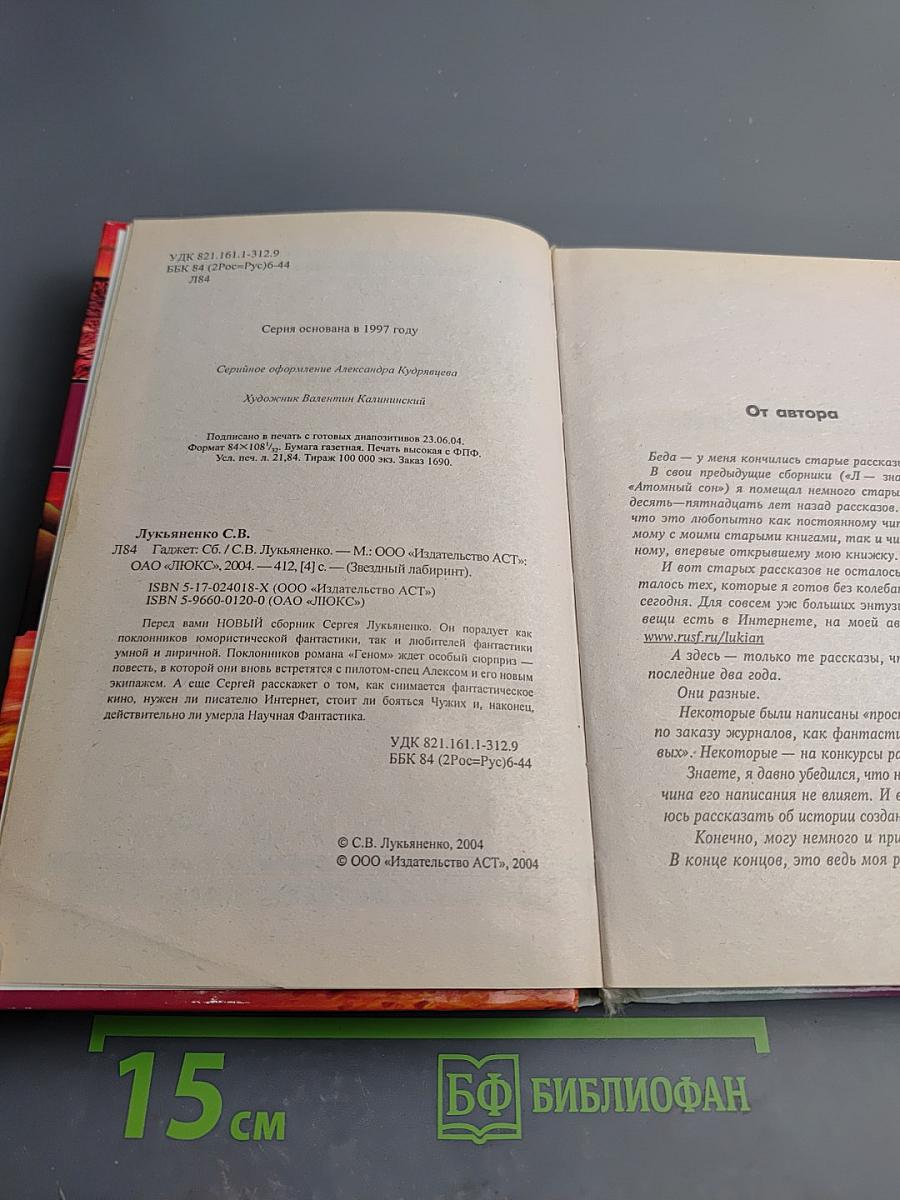 УДК 821.161.1-312.9
ББК 84 (2Рос=Рус)6-44
Л84
Серия основана в 1997 году
Серийное оформление Александра Кудрявцева
Художник Валентин Калининский
Подписано в печать с готовых диапозитивов 23.06.04.
Формат 84×108¹/₃₂. Бумага газетная. Печать высокая с ФПФ.
Усл. печ. л. 21,84. Тираж 100 000 экз. Заказ 1690.
Лукьяненко С.В.
Л84 Гаджет: Сб. / С.В. Лукьяненко. — М.: ООО «Издательство АСТ»:
ОАО «ЛЮКС», 2004. — 412, [4] с. — (Звездный лабиринт).
ISBN 5-17-024018-X (ООО «Издательство АСТ»)
ISBN 5-9660-0120-0 (ОАО «ЛЮКС»)
Перед вами НОВЫЙ сборник Сергея Лукьяненко. Он порадует как
поклонников юмористической фантастики, так и любителей фантастики
умной и лиричной. Поклонников романа «Геном» ждет особый сюрприз —
повесть, в которой они вновь встретятся с пилотом-спец Алексом и его новым
экипажем. А еще Сергей расскажет о том, как снимается фантастическое
кино, нужен ли писателю Интернет, стоит ли бояться Чужих и, наконец,
действительно ли умерла Научная Фантастика.
УДК 821.161.1-312.9
ББК 84 (2Рос=Рус)6-44
© С.В. Лукьяненко, 2004
© ООО «Издательство АСТ», 2004
От автора
Беда — у меня кончились старые рассказ
В свои предыдущие сборники («Л — зна
«Атомный сон») я помещал немного стары
десять—пятнадцать лет назад рассказов.
что это любопытно как постоянному чит
мому с моими старыми книгами, так и чи
ному, впервые открывшему мою книжку.
И вот старых рассказов не осталось
талось тех, которые я готов без колеба
сегодня. Для совсем уж больших энтузи
вещи есть в Интернете, на моей ав
www.rusf.ru/lukian
А здесь — только те рассказы, чт
последние два года.
Они разные.
Некоторые были написаны «прос
по заказу журналов, как фантасти
вых». Некоторые — на конкурсы ра
Знаете, я давно убедился, что н
чина его написания не влияет. И в
юсь рассказать об истории создан
Конечно, могу немного и при
В конце концов, это ведь моя р
15 см
БФ БИБЛИОФАН